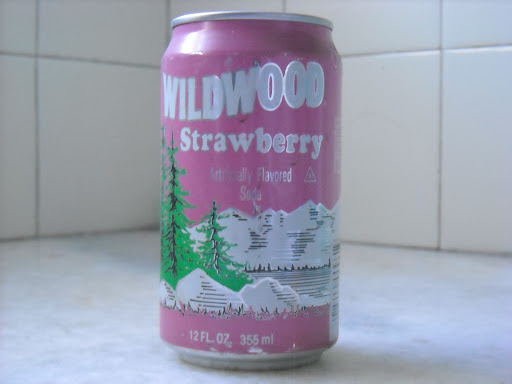 WILDWOOD
Strawberry
Artificially Flavored
Soda
12 FL. OZ. 355 ml